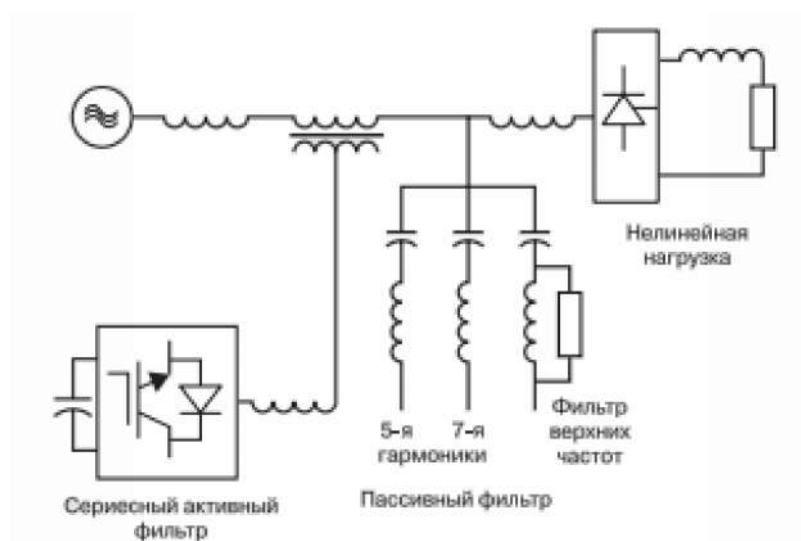 Нелинейная
нагрузка
5-я 7-я
гармоники
Фильтр
верхних
частот
Пассивный фильтр
Сериесный активный
фильтр